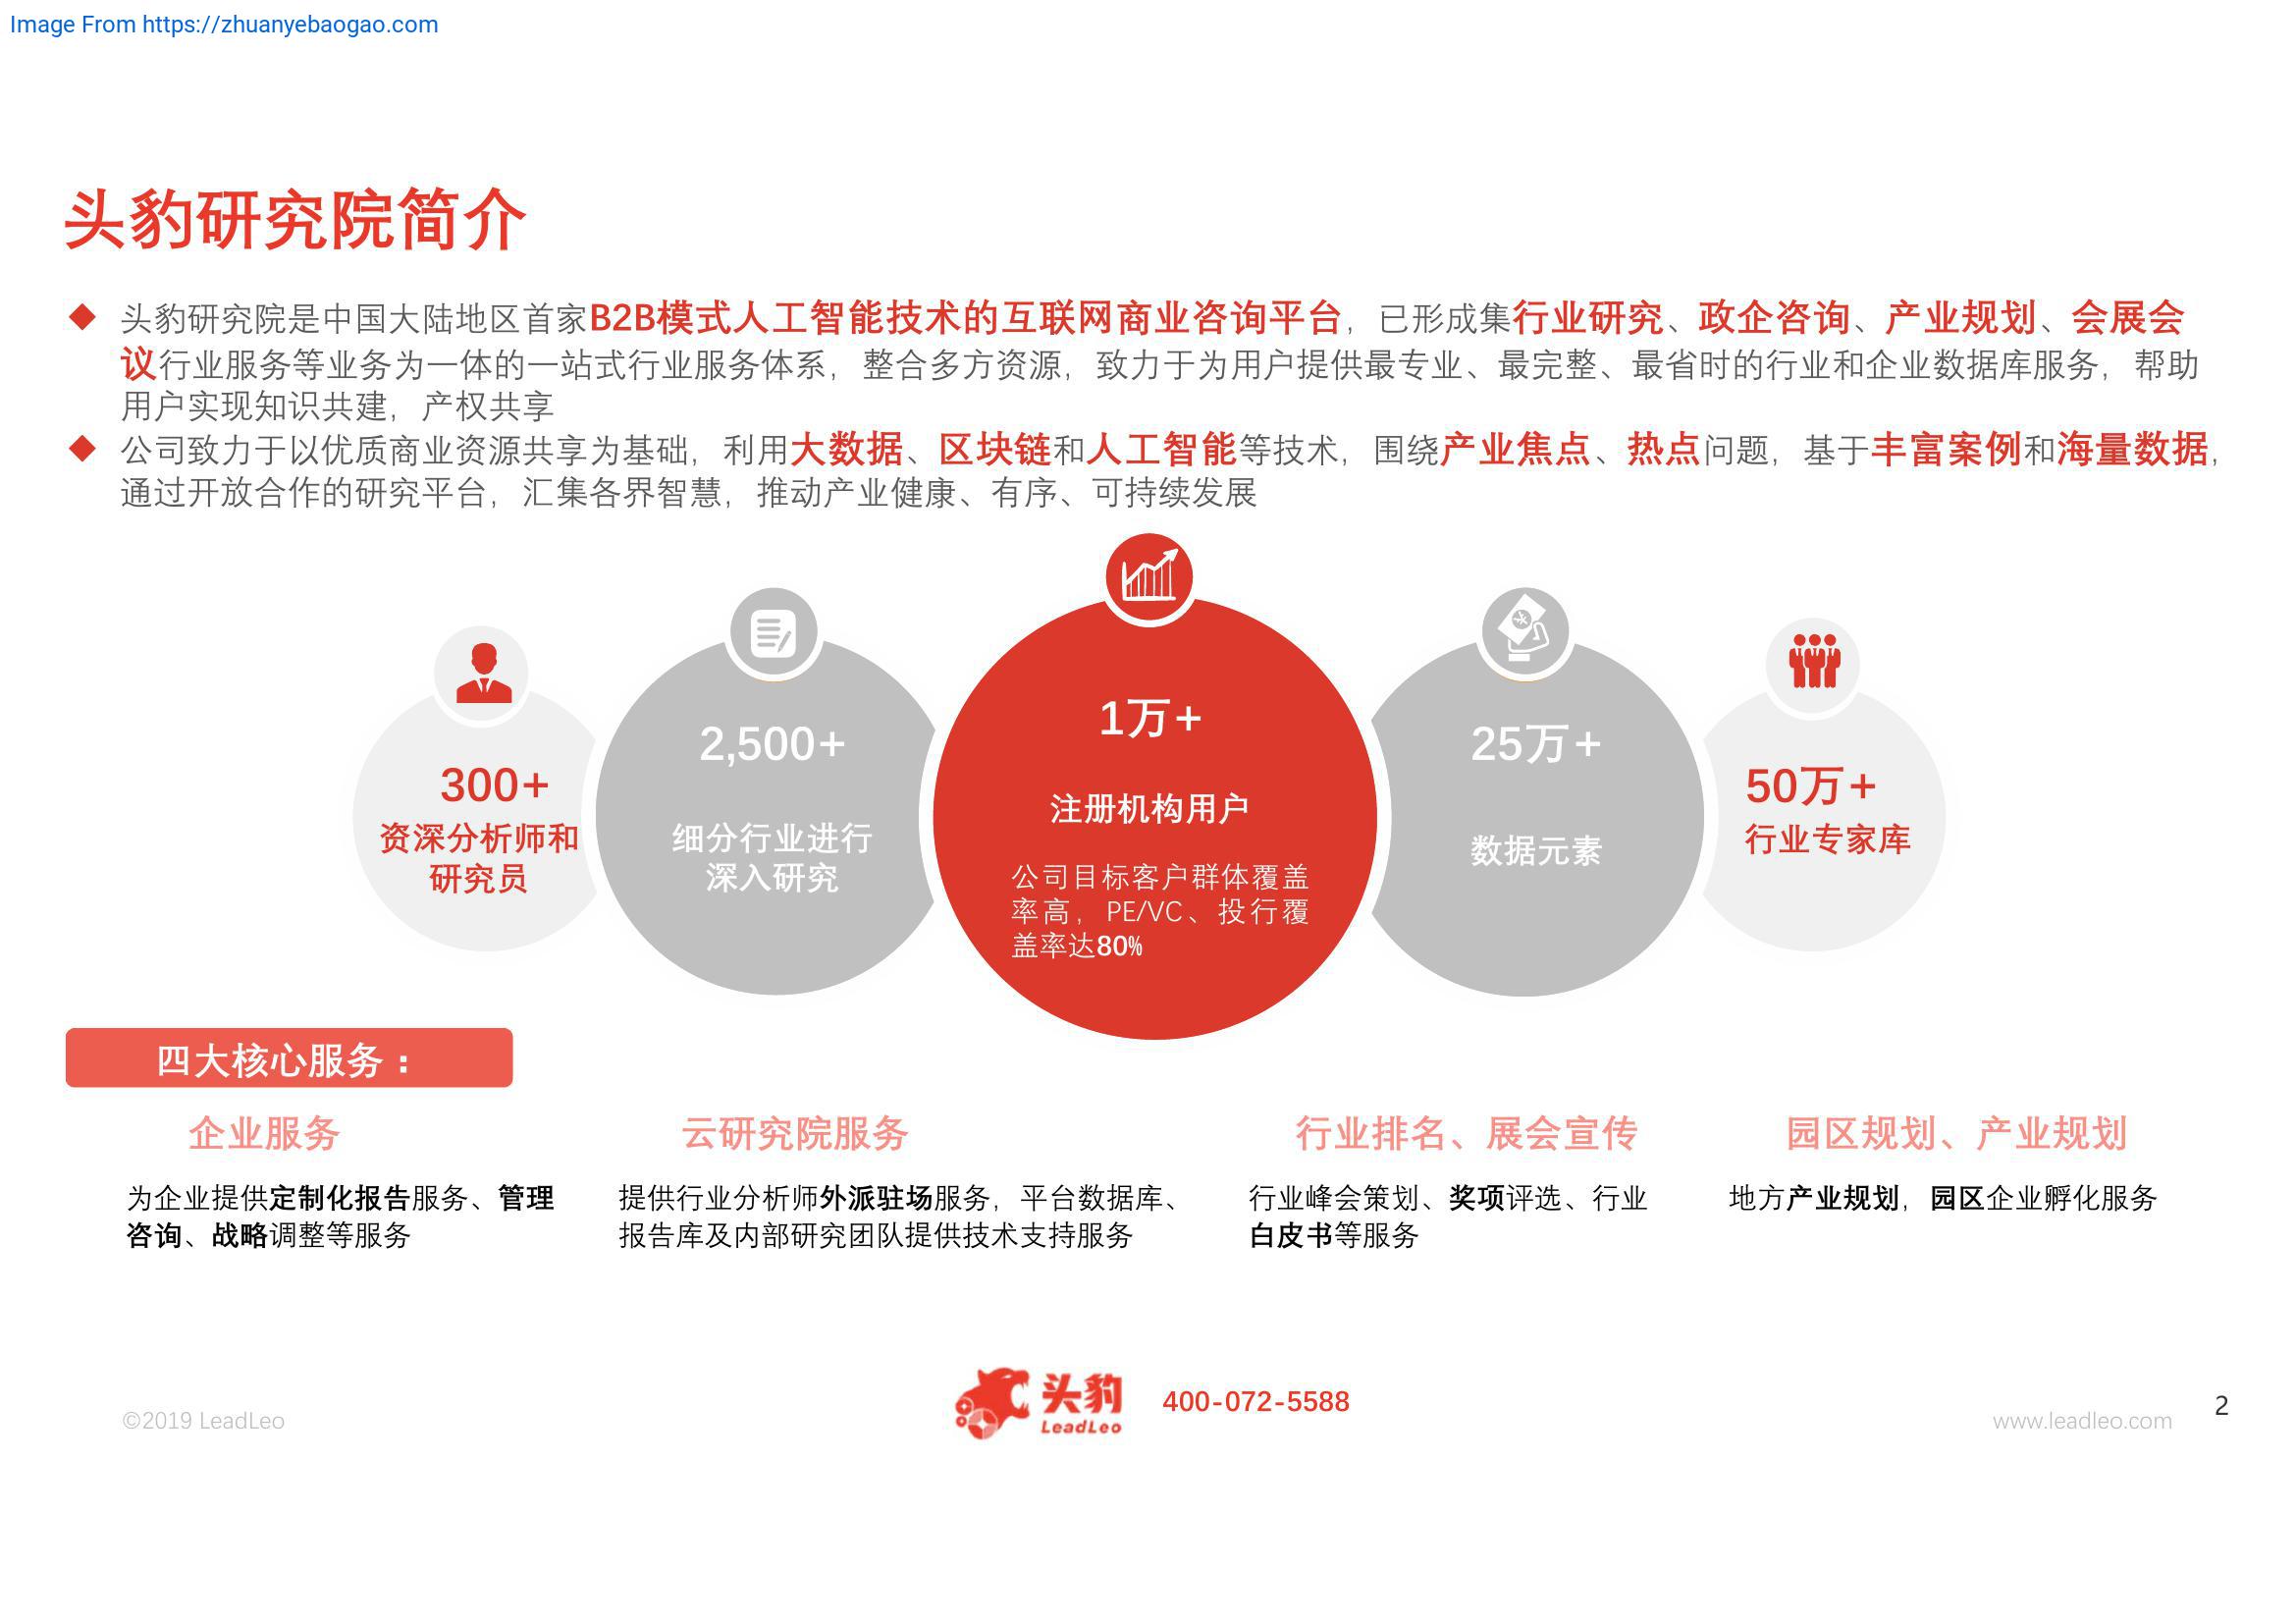 Image From https://zhuanyebaogao.com
头豹研究院简介
头豹研究院是中国大陆地区首家B2B模式人工智能技术的互联网商业咨询平台，已形成集行业研究、政企咨询、产业规划、会展会
议行业服务等业务为一体的一站式行业服务体系，整合多方资源，致力于为用户提供最专业、最完整、最省时的行业和企业数据库服务，帮助
用户实现知识共建，产权共享
公司致力于以优质商业资源共享为基础，利用大数据、区块链和人工智能等技术，围绕产业焦点、热点问题，基于丰富案例和海量数据，
通过开放合作的研究平台，汇集各界智慧，推动产业健康、有序、可持续发展
300+
资深分析师和
研究员
2,500+
细分行业进行
深入研究
1万+
注册机构用户
公司目标客户群体覆盖
率高，PE/VC、投行覆
盖率达80%
25万+
数据元素
50万+
行业专家库
四大核心服务：
企业服务
为企业提供定制化报告服务、管理
咨询、战略调整等服务
云研究院服务
提供行业分析师外派驻场服务，平台数据库、
报告库及内部研究团队提供技术支持服务
行业排名、展会宣传
行业峰会策划、奖项评选、行业
白皮书等服务
园区规划、产业规划
地方产业规划，园区企业孵化服务
©2019 LeadLeo
头豹
LeadLeo
400-072-5588
www.leadleo.com
2